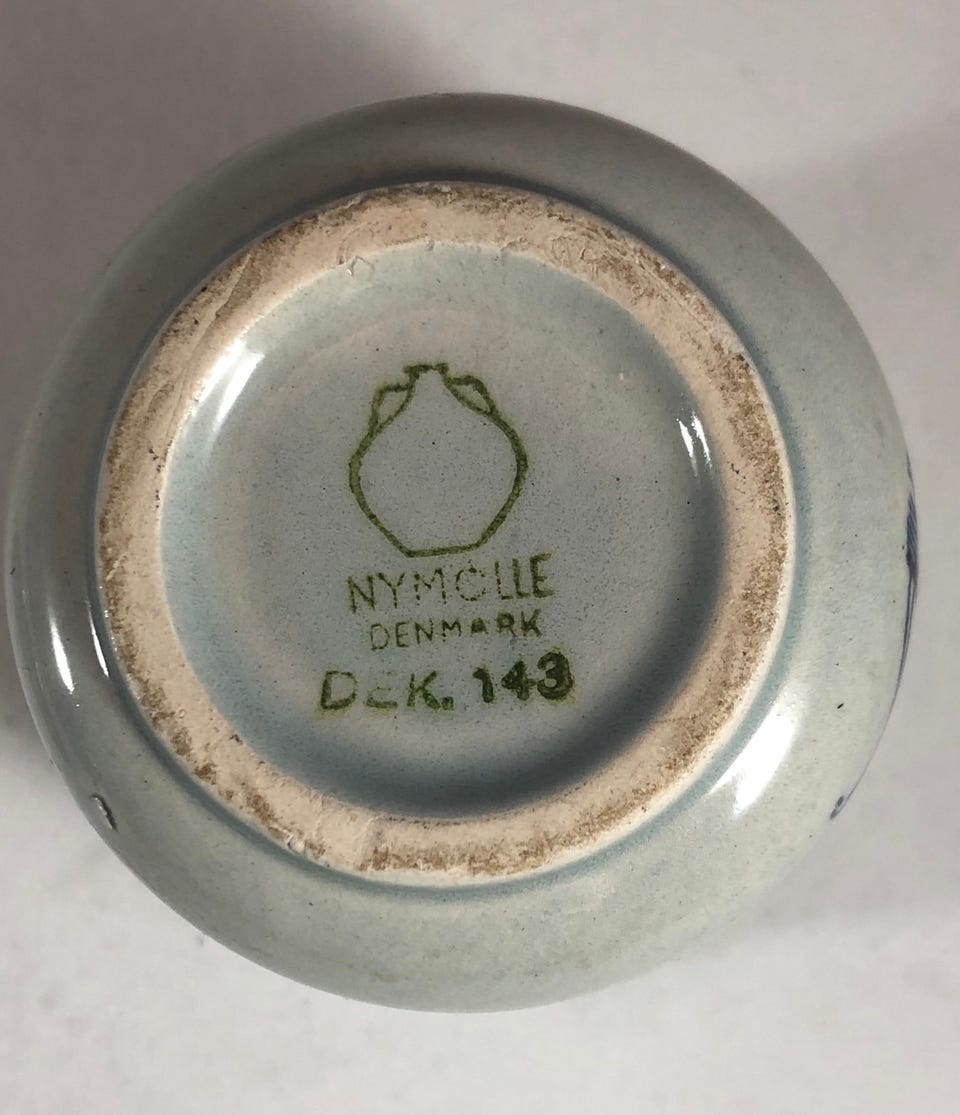 NYMØLLE
DENMARK
DEK. 143